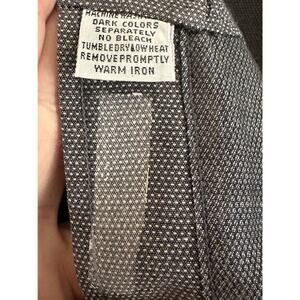 MACHINE WASH
DARK COLORS
SEPARATELY
NO BLEACH
TUMBLE DRY LOW HEAT
REMOVE PROMPTLY
WARM IRON